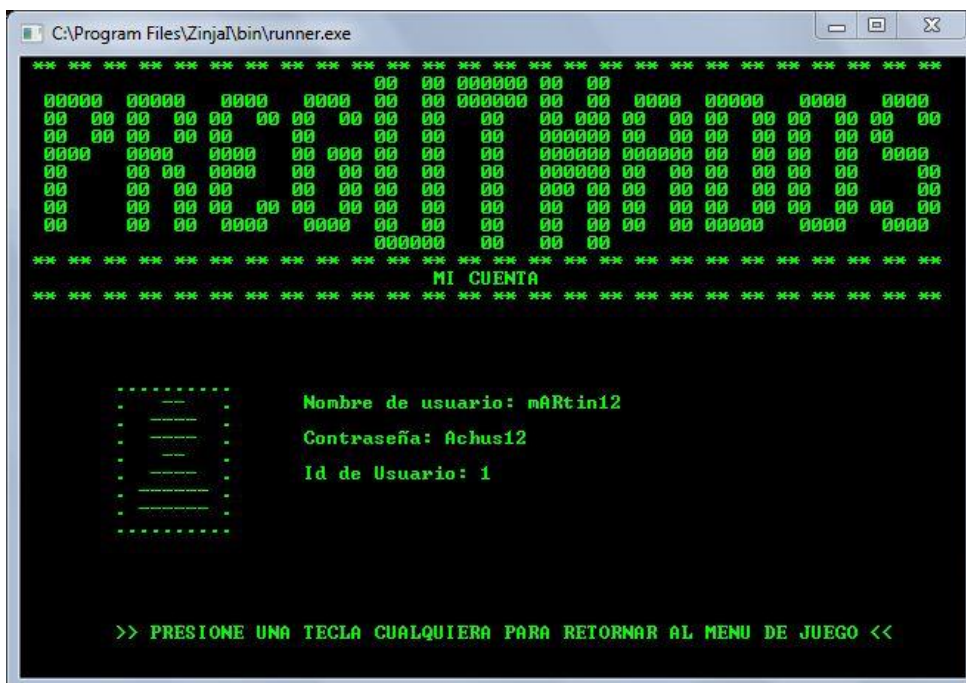 C:\Program Files\ZinjaI\bin\runner.exe
PREGUTNADOS
MI CUENTA
Nombre de usuario: mARtin12
Contraseña: Achus12
Id de Usuario: 1
>> PRESIONE UNA TECLA CUALQUIERA PARA RETORNAR AL MENU DE JUEGO <<